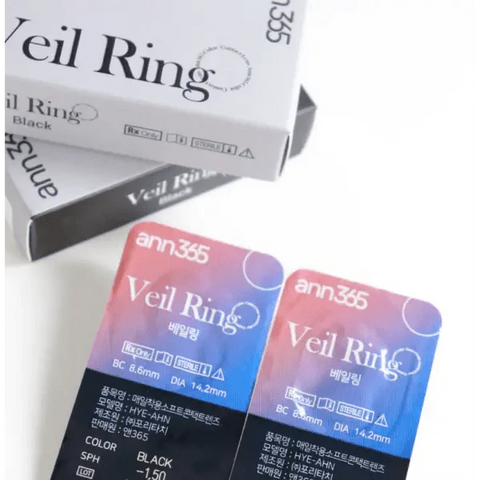 ann365
Veil Ring
Veil Ring
Black
Rx Only
STERILE
ann365
Veil Ring
Black
ann365
Veil Ring
베일링
Rx Only
STERILE
BC 8.6mm DIA 14.2mm
품목명 : 매일착용소프트콘택트렌즈
모델명 : HYE-AHN
제조원 : ㈜포리타치
판매원 : 앤365
COLOR BLACK
SPH -1.50
LOT
ann365
Veil Ring
베일링
Rx Only
STERILE
BC 8.6mm DIA 14.2mm
품목명 : 매일착용소프트콘택트렌즈
모델명 : HYE-AHN
제조원 : ㈜포리타치
판매원 : 앤365
COLOR BLACK